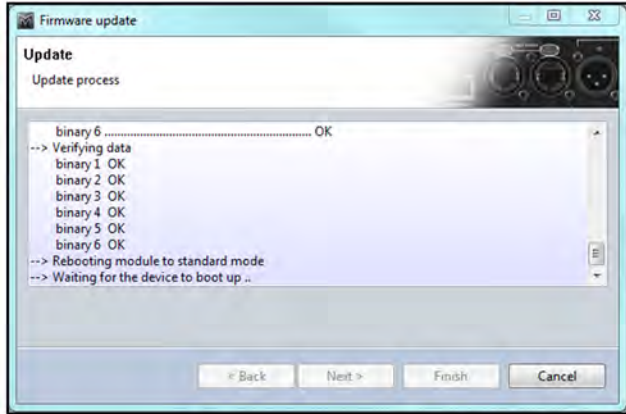 Firmware update
Update
Update process
binary 6 ........................................................................ OK
--> Verifying data
binary 1 OK
binary 2 OK
binary 3 OK
binary 4 OK
binary 5 OK
binary 6 OK
--> Rebooting module to standard mode
--> Waiting for the device to boot up ..
< Back Next > Finish Cancel